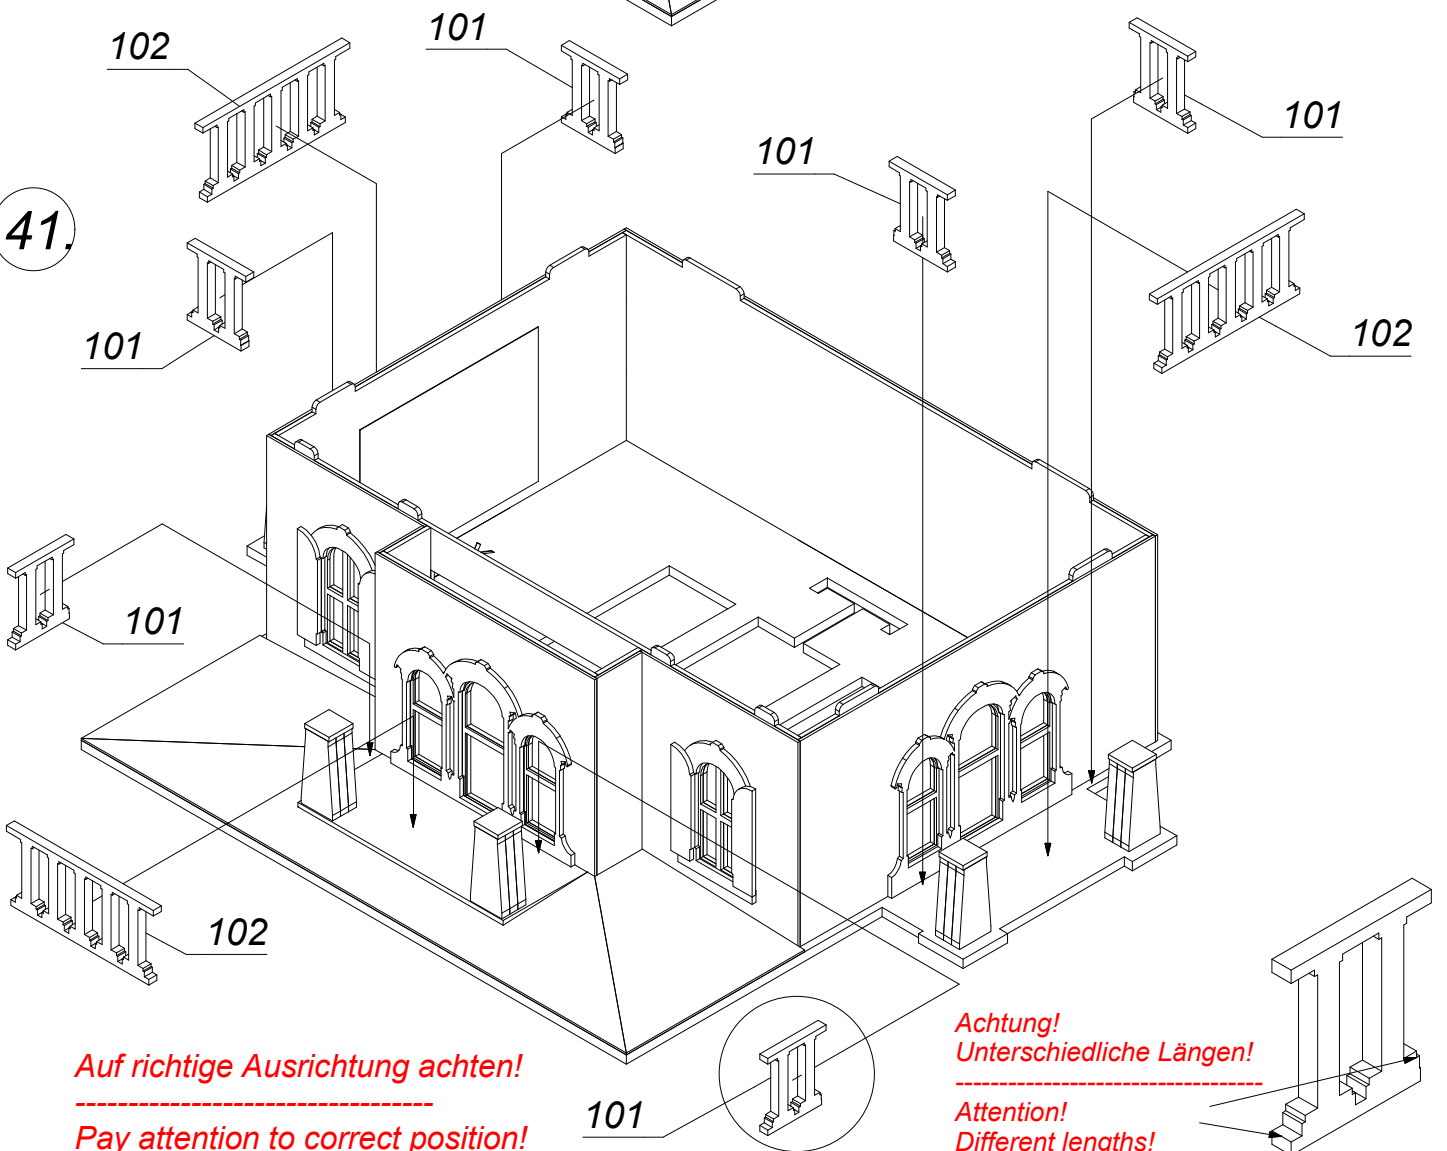 102
101
101
101
41.
101
102
101
102
Auf richtige Ausrichtung achten!
----------------------------------
Pay attention to correct position!
101
Achtung!
Unterschiedliche Längen!
-----------------------------------
Attention!
Different lengths!